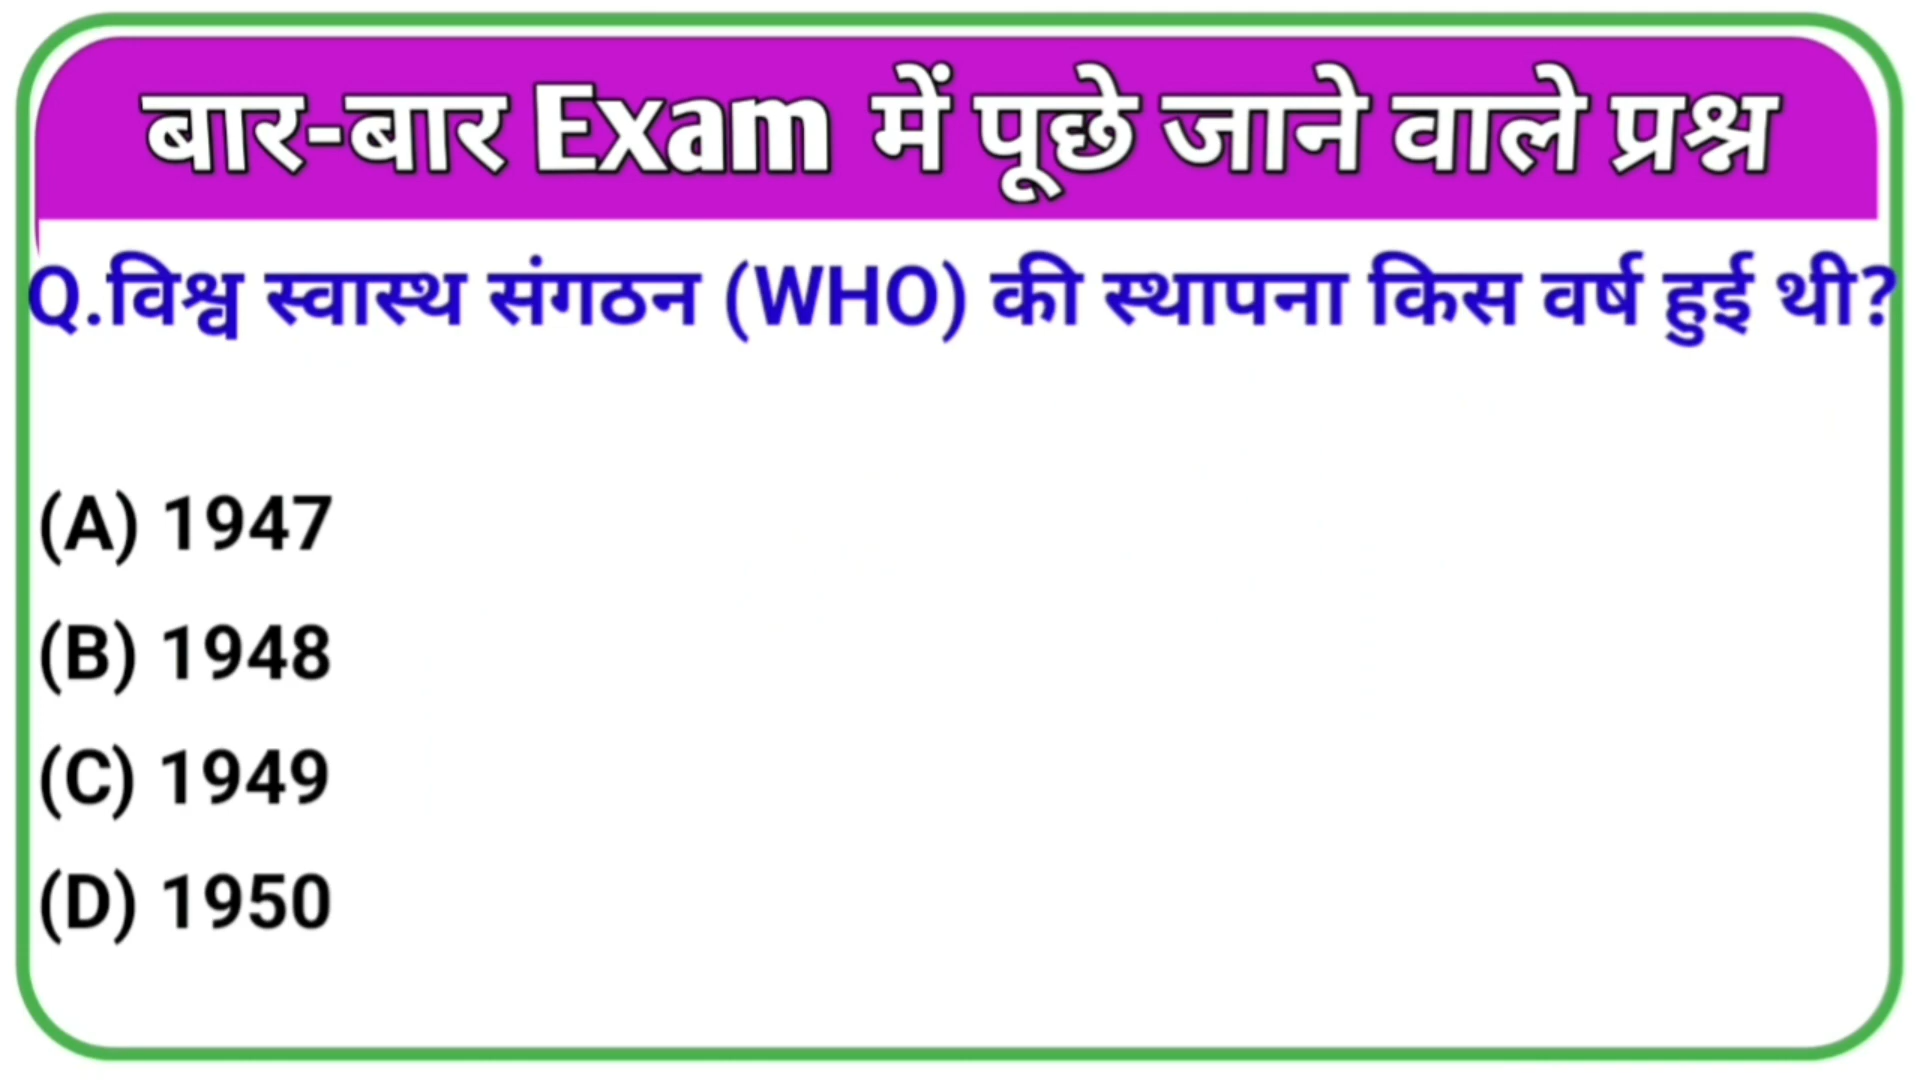 बार-बार Exam में पूछे जाने वाले प्रश्न
Q.विश्व स्वास्थ संगठन (WHO) की स्थापना किस वर्ष हुई थी?
(A) 1947
(B) 1948
(C) 1949
(D) 1950